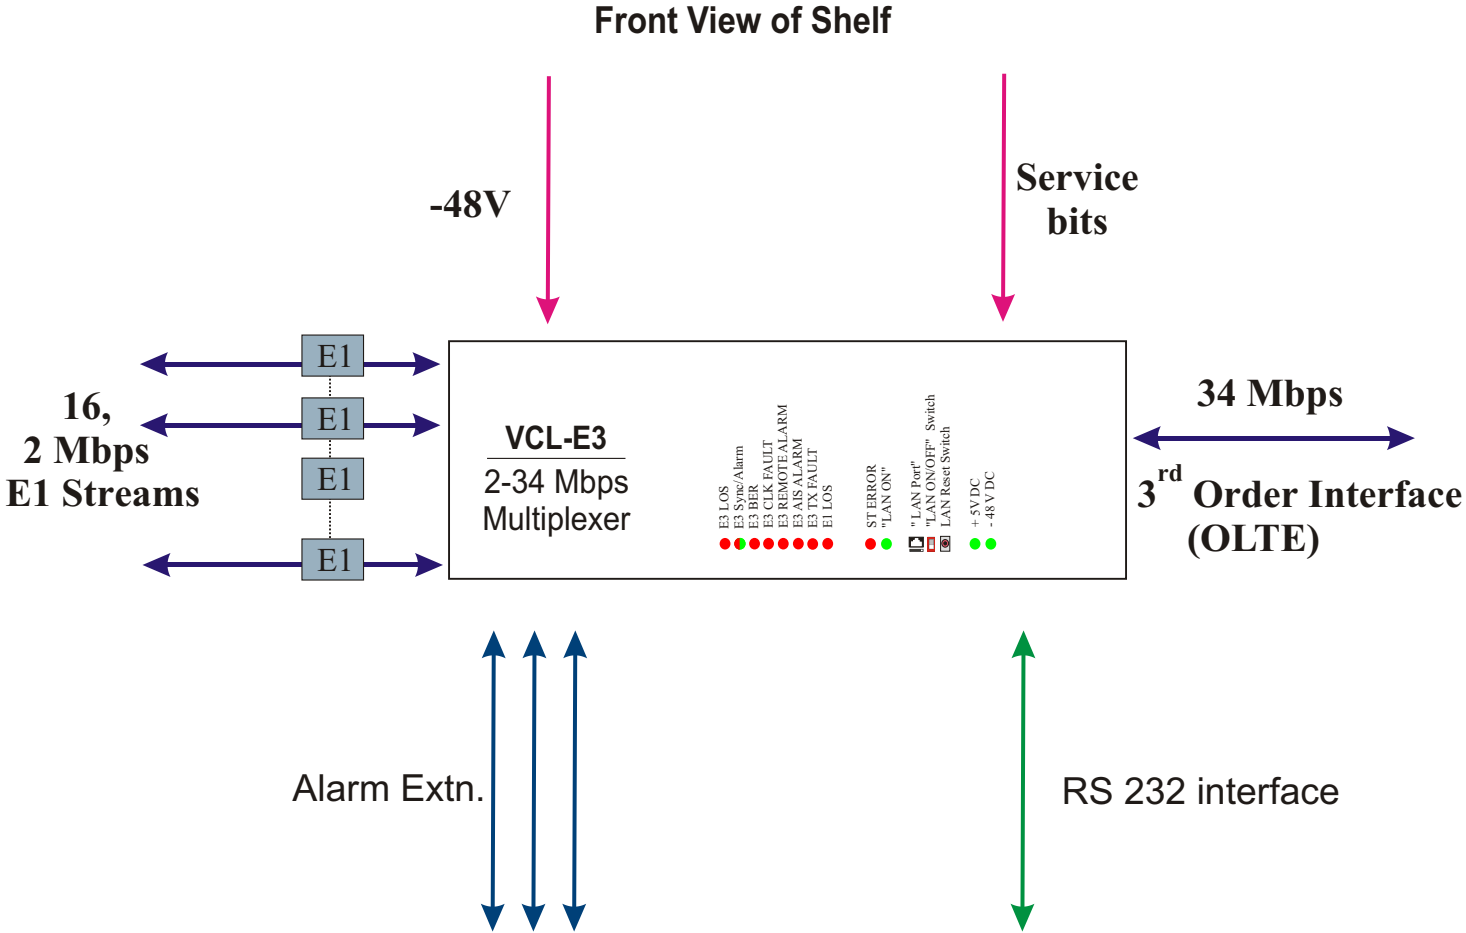 Front View of Shelf
-48V
Service
bits
E1
E1
E1
E1
16,
2 Mbps
E1 Streams
VCL-E3
2-34 Mbps
Multiplexer
E3 LOS
E3 Sync/Alarm
E3 BER
E3 CLK FAULT
E3 REMOTE ALARM
E3 AIS ALARM
E3 TX FAULT
E1 LOS
ST ERROR
"LAN ON"
" LAN Port"
"LAN ON/OFF" Switch
LAN Reset Switch
+ 5V DC
- 48 V DC
34 Mbps
3rd Order Interface
(OLTE)
Alarm Extn.
RS 232 interface